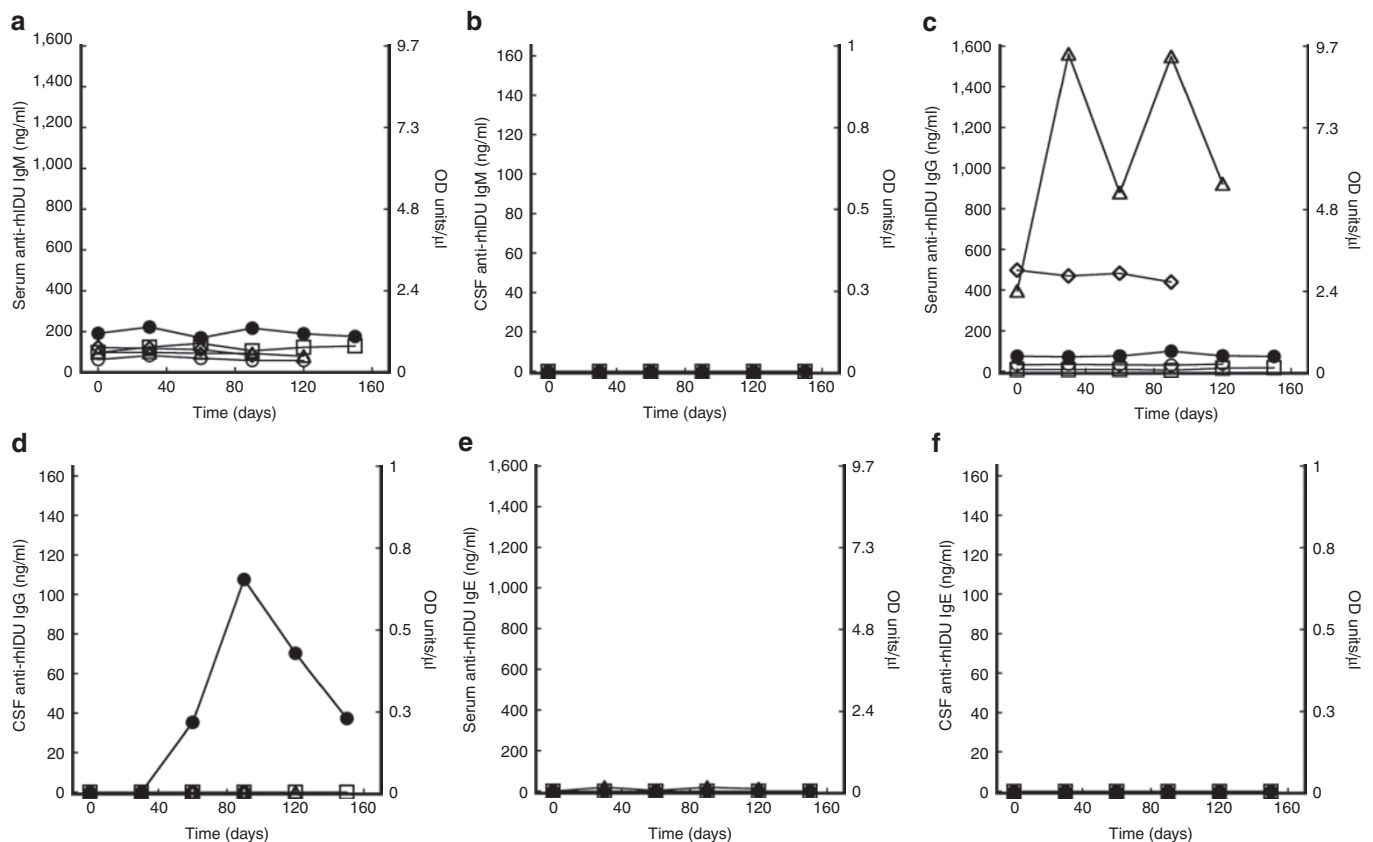 a
1,600
1,400
1,200
1,000
800
600
400
200
0
Serum anti-rhIDU IgM (ng/ml)
9.7
7.3
4.8
2.4
0
OD units/µl
0 40 80 120 160
Time (days)
b
160
140
120
100
80
60
40
20
0
CSF anti-rhIDU IgM (ng/ml)
1
0.8
0.5
0.3
0
OD units/µl
0 40 80 120 160
Time (days)
c
1,600
1,400
1,200
1,000
800
600
400
200
0
Serum anti-rhIDU IgG (ng/ml)
9.7
7.3
4.8
2.4
0
OD units/µl
0 40 80 120 160
Time (days)
d
160
140
120
100
80
60
40
20
0
CSF anti-rhIDU IgG (ng/ml)
1
0.8
0.5
0.3
0
OD units/µl
0 40 80 120 160
Time (days)
e
1,600
1,400
1,200
1,000
800
600
400
200
0
Serum anti-rhIDU IgE (ng/ml)
9.7
7.3
4.8
2.4
0
OD units/µl
0 40 80 120 160
Time (days)
f
160
140
120
100
80
60
40
20
0
CSF anti-rhIDU IgE (ng/ml)
1
0.8
0.5
0.3
0
OD units/µl
0 40 80 120 160
Time (days)